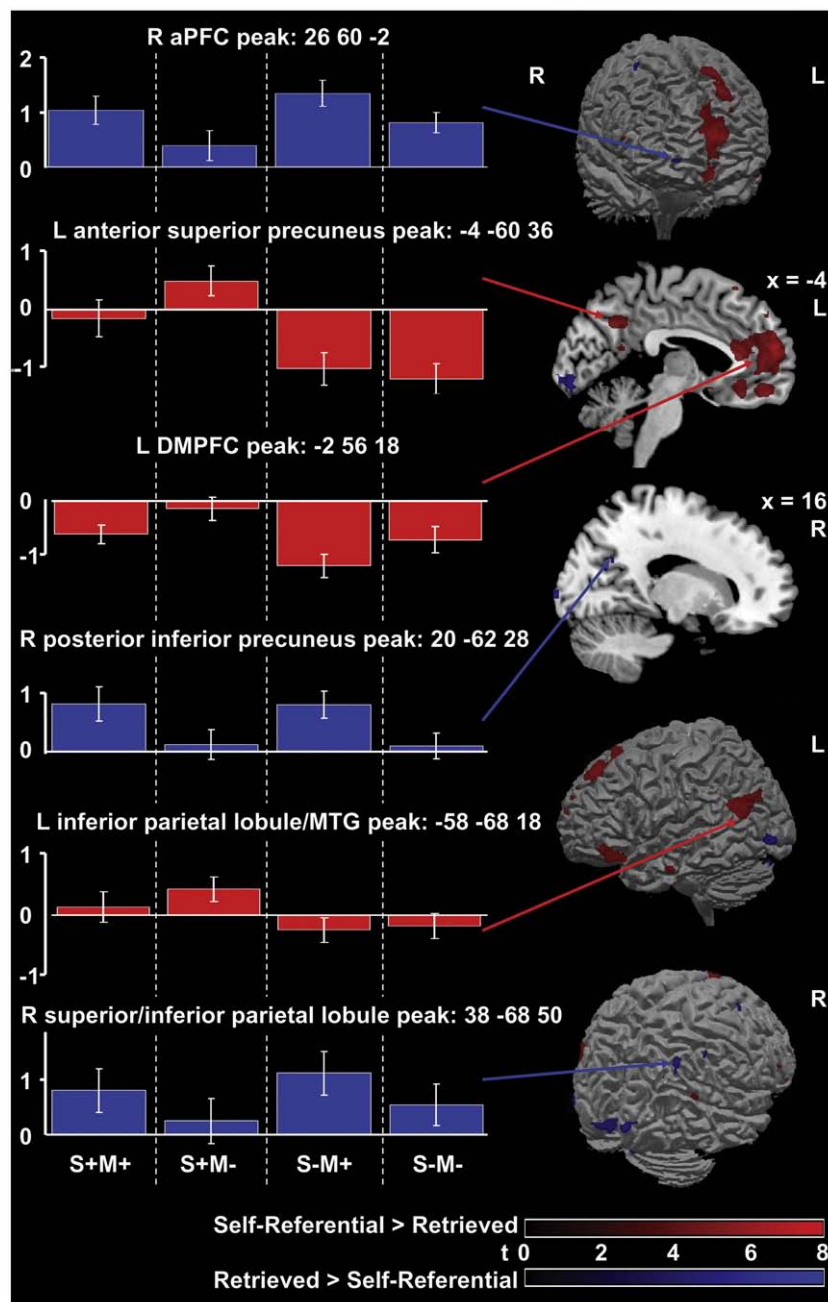 R aPFC peak: 26 60 -2
2
1
0
R
L
L anterior superior precuneus peak: -4 -60 36
1
0
-1
x = -4
L
L DMPFC peak: -2 56 18
0
-1
x = 16
R
R posterior inferior precuneus peak: 20 -62 28
1
0
L
L inferior parietal lobule/MTG peak: -58 -68 18
1
0
-1
R superior/inferior parietal lobule peak: 38 -68 50
R
1
0
S+M+ S+M- S-M+ S-M-
Self-Referential > Retrieved
t 0 2 4 6 8
Retrieved > Self-Referential